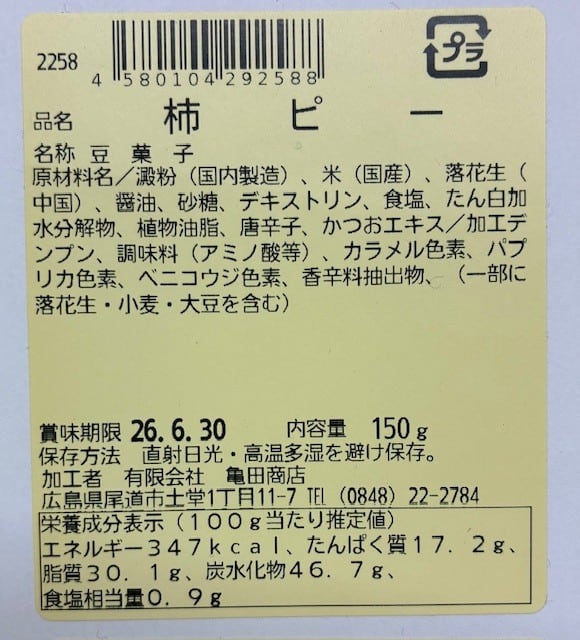 2258
4 580104 292588
プラ
品名 柿ピー
名称 豆菓子
原材料名／澱粉（国内製造）、米（国産）、落花生（
中国）、醤油、砂糖、デキストリン、食塩、たん白加
水分解物、植物油脂、唐辛子、かつおエキス／加工デ
ンプン、調味料（アミノ酸等）、カラメル色素、パプ
リカ色素、ベニコウジ色素、香辛料抽出物、（一部に
落花生・小麦・大豆を含む）
賞味期限 26.6.30 内容量 150g
保存方法 直射日光・高温多湿を避け保存。
加工者 有限会社 亀田商店
広島県尾道市土堂1丁目11-7 TEL (0848) 22-2784
栄養成分表示（100g当たり推定値）
エネルギー347kcal、たんぱく質17.2g、
脂質30.1g、炭水化物46.7g、
食塩相当量0.9g